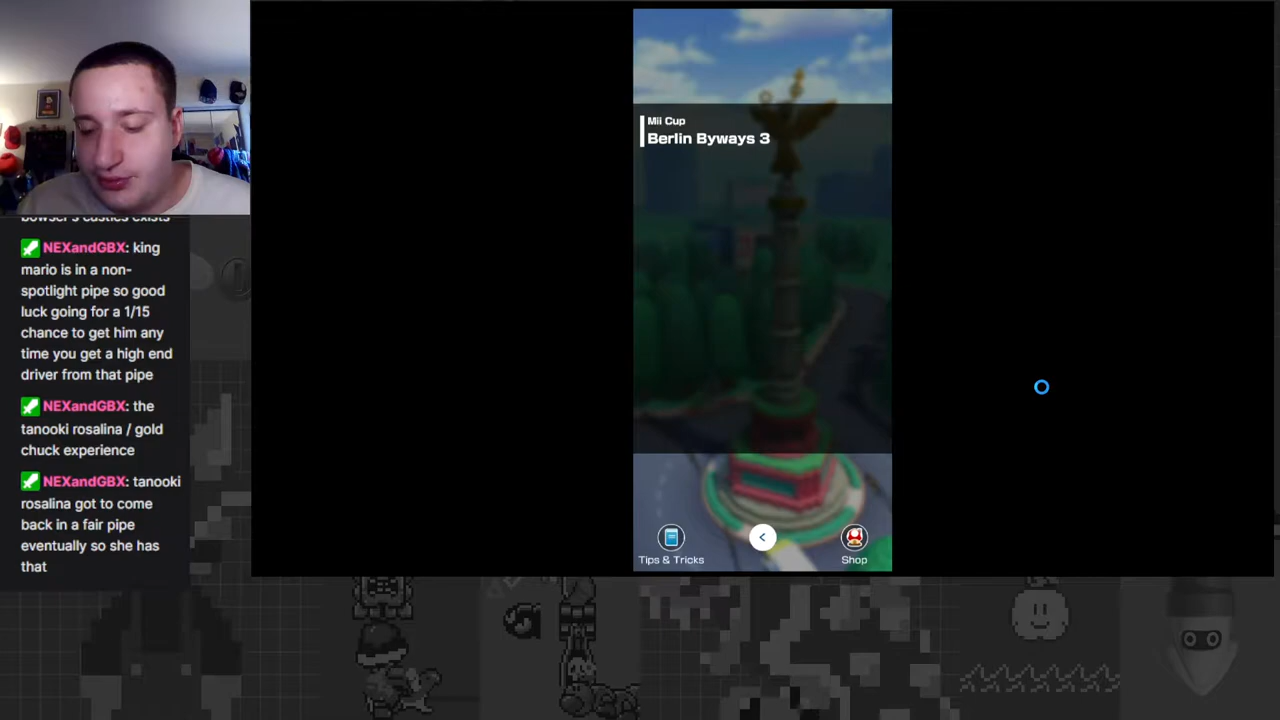 bowser's castles exists
NEXandGBX: king
mario is in a non-
spotlight pipe so good
luck going for a 1/15
chance to get him any
time you get a high end
driver from that pipe
NEXandGBX: the
tanooki rosalina / gold
chuck experience
NEXandGBX: tanooki
rosalina got to come
back in a fair pipe
eventually so she has
that
Mii Cup
Berlin Byways 3
Tips & Tricks
Shop